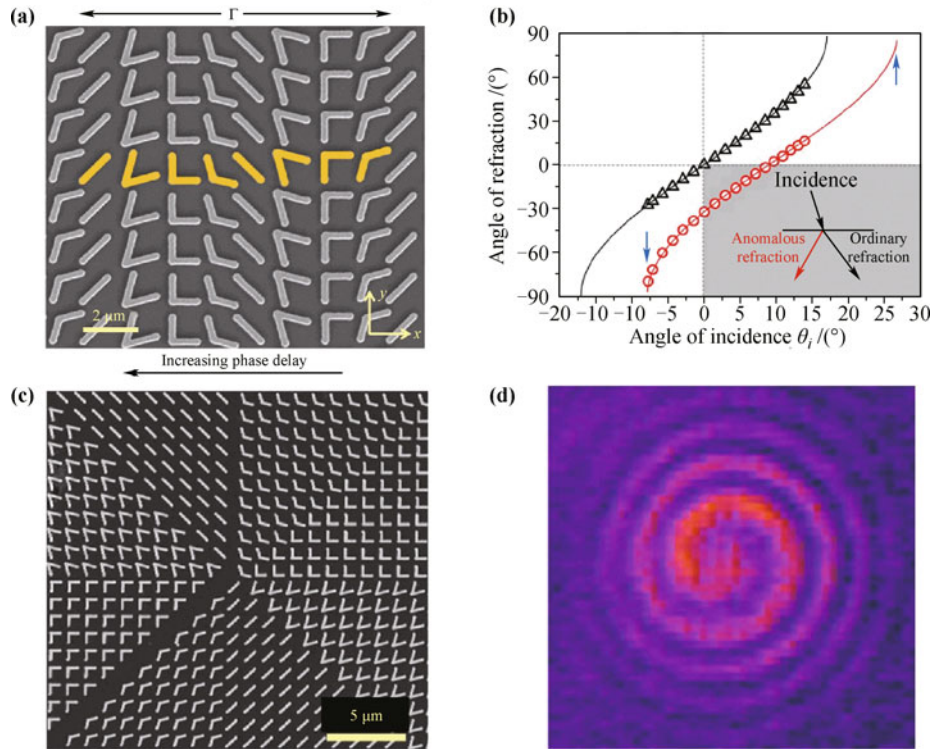 (a)
Γ
2 μm
y
x
Increasing phase delay
(b)
Angle of refraction /(°)
90
60
30
0
−30
−60
−90
Incidence
Anomalous
refraction
Ordinary
refraction
−20 −15 −10 −5 0 5 10 15 20 25 30
Angle of incidence θi /(°)
(c)
5 μm
(d)